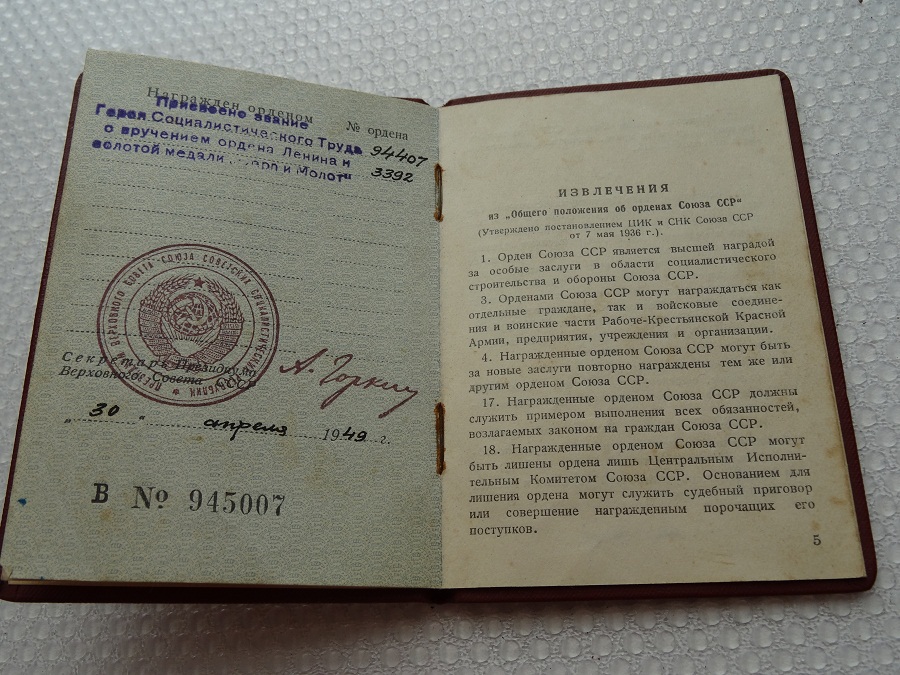 Награжден орденом
№ ордена
Присвоено звание
Героя Социалистического Труда
с вручением ордена Ленина и
золотой медали и Молот"
94407
3392
ПРЕЗИДИУМ ВЕРХОВНОГО СОВЕТА СОЮЗА СОВЕТСКИХ СОЦИАЛИСТИЧЕСКИХ РЕСПУБЛИК
Секретарь Президиума
Верховного Совета СССР
А. Горкин
„ 30 " апреля 1949 г.
В № 945007
ИЗВЛЕЧЕНИЯ
из „Общего положения об орденах Союза ССР"
(Утверждено постановлением ЦИК и СНК Союза ССР
от 7 мая 1936 г.).
1. Орден Союза ССР является высшей наградой
за особые заслуги в области социалистического
строительства и обороны Союза ССР.
3. Орденами Союза ССР могут награждаться как
отдельные граждане, так и войсковые соедине-
ния и воинские части Рабоче-Крестьянской Красной
Армии, предприятия, учреждения и организации.
4. Награжденные орденом Союза ССР могут быть
за новые заслуги повторно награждены тем же или
другим орденом Союза ССР.
17. Награжденные орденом Союза ССР должны
служить примером выполнения всех обязанностей,
возлагаемых законом на граждан Союза ССР.
18. Награжденные орденом Союза ССР могут
быть лишены ордена лишь Центральным Исполни-
тельным Комитетом Союза ССР. Основанием для
лишения ордена могут служить судебный приговор
или совершение награжденным порочащих его
поступков.
5